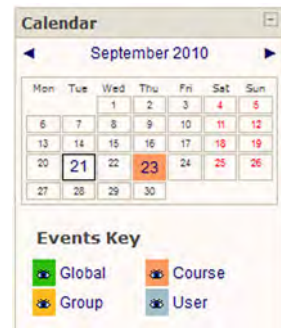 Calendar
September 2010
Mon Tue Wed Thu Fri Sat Sun
1 2 3 4 5
6 7 8 9 10 11 12
13 14 15 16 17 18 19
20 21 22 23 24 25 26
27 28 29 30
Events Key
Global Course
Group User